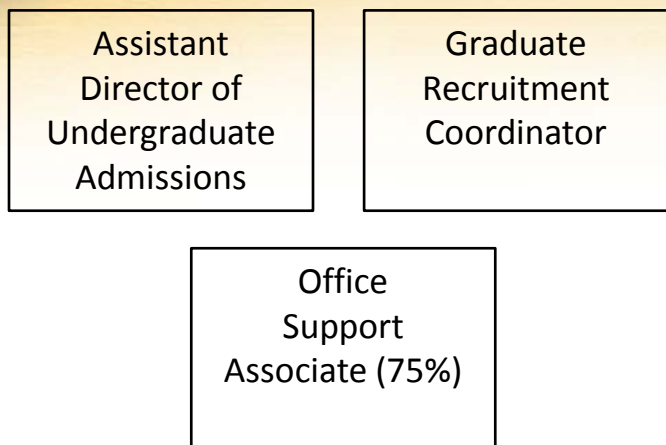 Assistant
Director of
Undergraduate
Admissions
Graduate
Recruitment
Coordinator
Office
Support
Associate (75%)